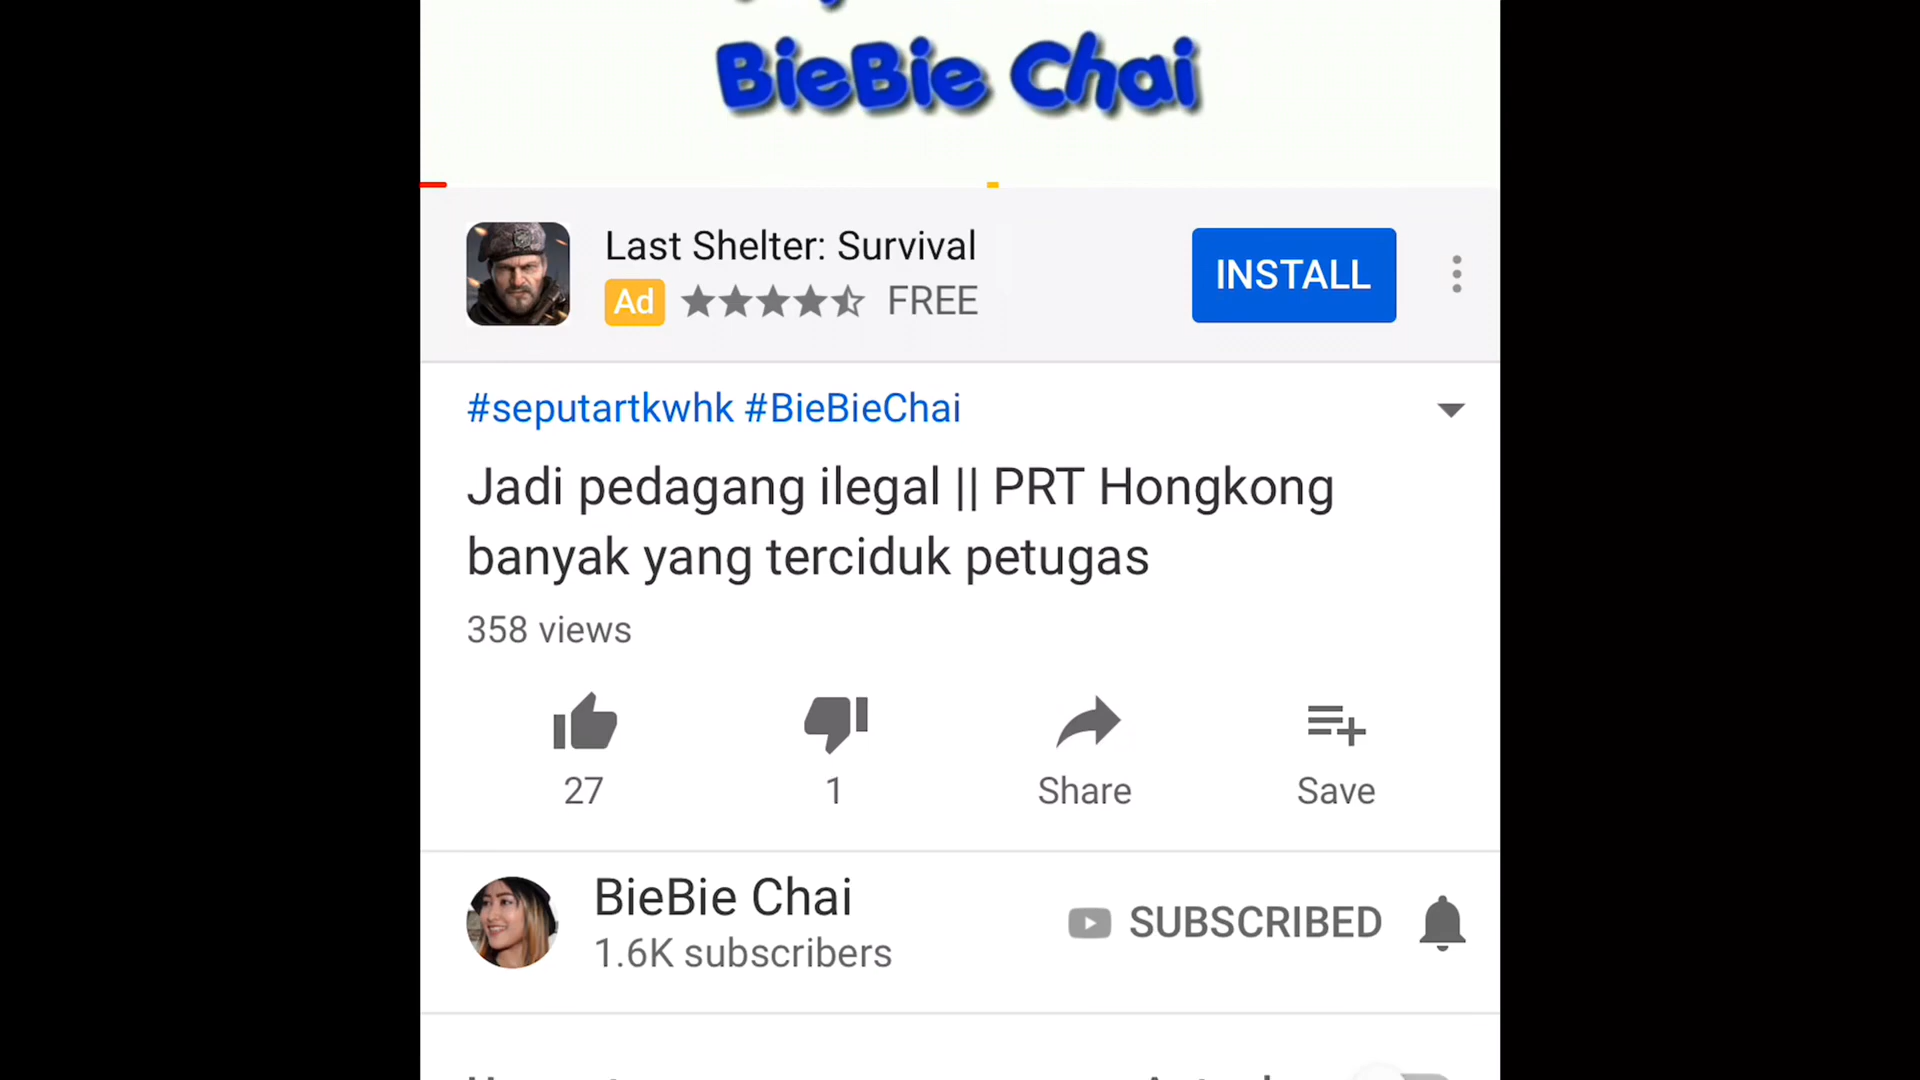 BieBie Chai
Last Shelter: Survival
INSTALL
Ad FREE
#seputartkwhk #BieBieChai
Jadi pedagang ilegal || PRT Hongkong
banyak yang terciduk petugas
358 views
27 1 Share Save
BieBie Chai
1.6K subscribers
SUBSCRIBED